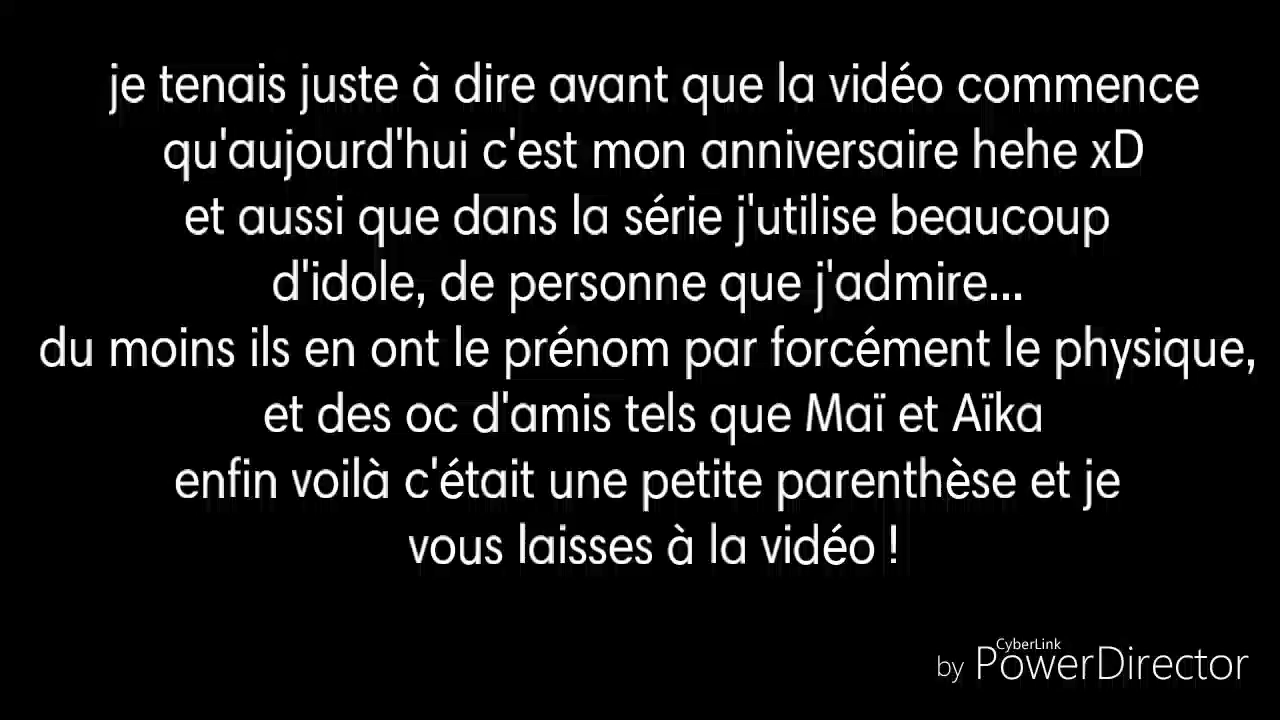 je tenais juste à dire avant que la vidéo commence
qu'aujourd'hui c'est mon anniversaire hehe xD
et aussi que dans la série j'utilise beaucoup
d'idole, de personne que j'admire...
du moins ils en ont le prénom par forcément le physique,
et des oc d'amis tels que Maï et Aïka
enfin voilà c'était une petite parenthèse et je
vous laisses à la vidéo !
CyberLink
by PowerDirector